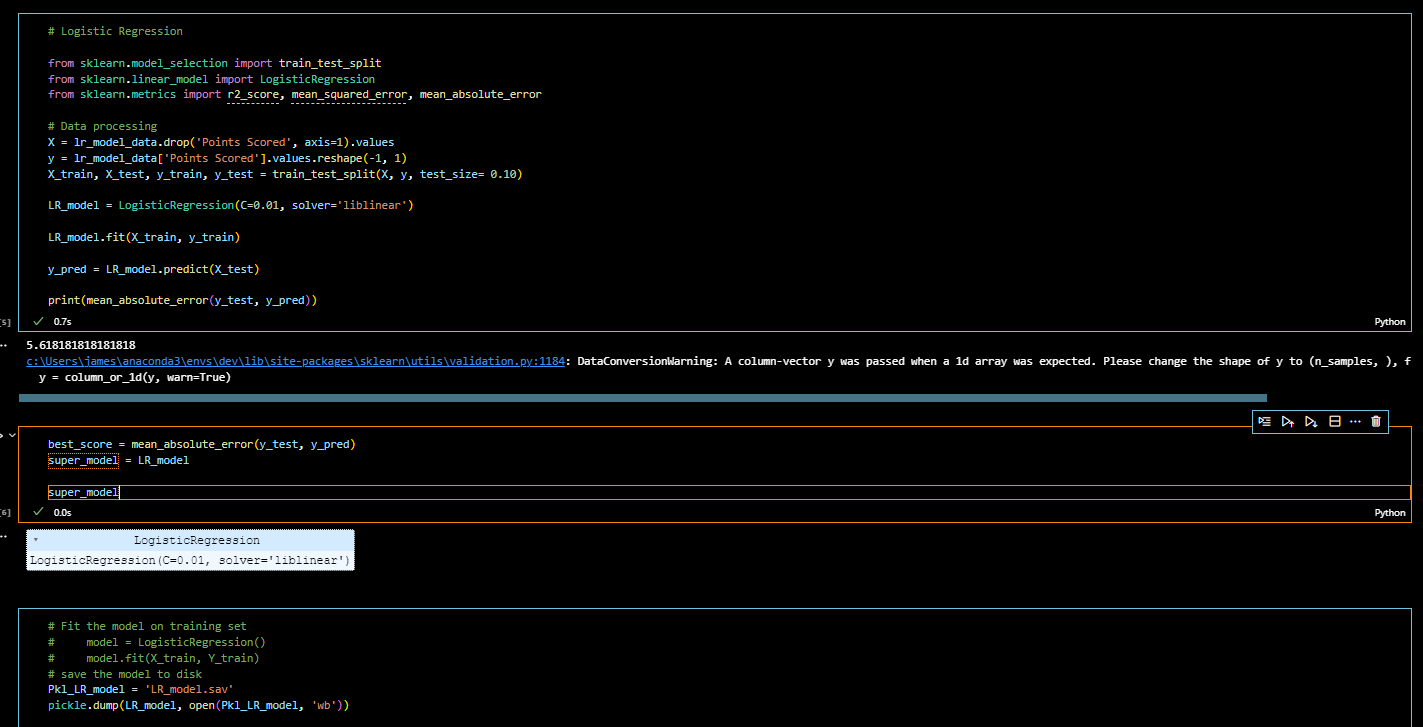 # Logistic Regression
from sklearn.model_selection import train_test_split
from sklearn.linear_model import LogisticRegression
from sklearn.metrics import r2_score, mean_squared_error, mean_absolute_error
# Data processing
X = lr_model_data.drop('Points Scored', axis=1).values
y = lr_model_data['Points Scored'].values.reshape(-1, 1)
X_train, X_test, y_train, y_test = train_test_split(X, y, test_size= 0.10)
LR_model = LogisticRegression(C=0.01, solver='liblinear')
LR_model.fit(X_train, y_train)
y_pred = LR_model.predict(X_test)
print(mean_absolute_error(y_test, y_pred))
5] 0.7s Python
5.618181818181818
c:\Users\james\anaconda3\envs\dev\lib\site-packages\sklearn\utils\validation.py:1184: DataConversionWarning: A column-vector y was passed when a 1d array was expected. Please change the shape of y to (n_samples, ), f
y = column_or_1d(y, warn=True)
best_score = mean_absolute_error(y_test, y_pred)
super_model = LR_model
super_model
[6] 0.0s Python
LogisticRegression
LogisticRegression(C=0.01, solver='liblinear')
# Fit the model on training set
#     model = LogisticRegression()
#     model.fit(X_train, Y_train)
# save the model to disk
Pkl_LR_model = 'LR_model.sav'
pickle.dump(LR_model, open(Pkl_LR_model, 'wb'))